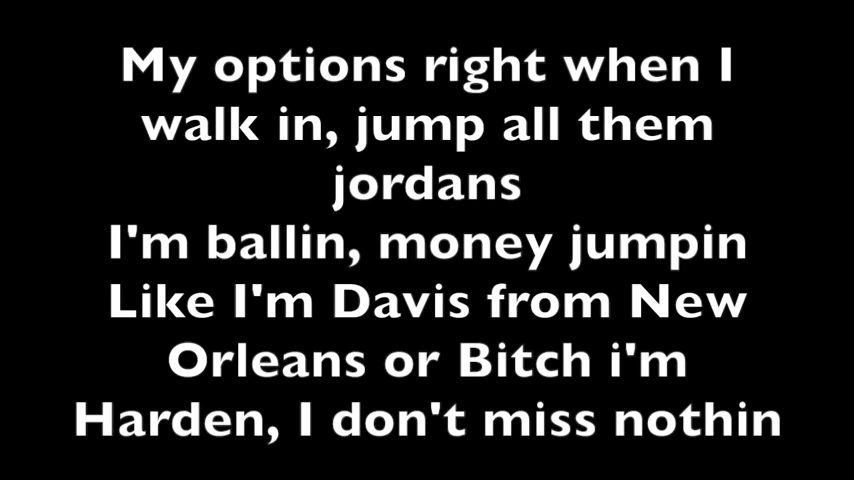 My options right when I
walk in, jump all them
jordans
I'm ballin, money jumpin
Like I'm Davis from New
Orleans or Bitch i'm
Harden, I don't miss nothin